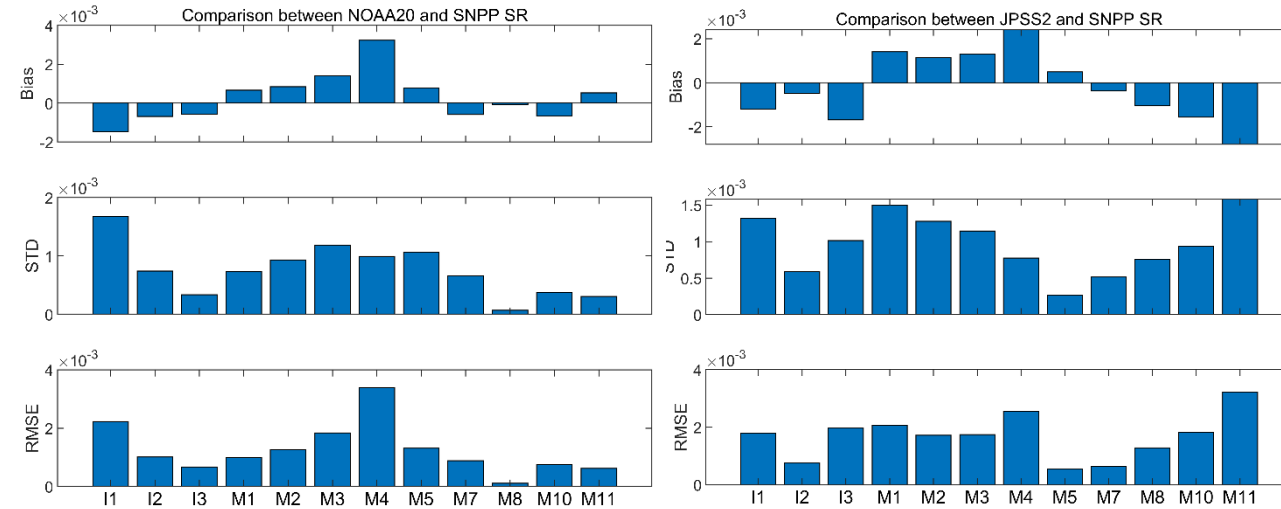 Comparison between NOAA20 and SNPP SR
×10⁻³
4
2
0
-2
Bias
×10⁻³
2
1
0
STD
×10⁻³
4
2
0
RMSE
I1 I2 I3 M1 M2 M3 M4 M5 M7 M8 M10 M11
Comparison between JPSS2 and SNPP SR
×10⁻³
2
0
-2
Bias
×10⁻³
1.5
1
0.5
0
STD
×10⁻³
4
2
0
RMSE
I1 I2 I3 M1 M2 M3 M4 M5 M7 M8 M10 M11